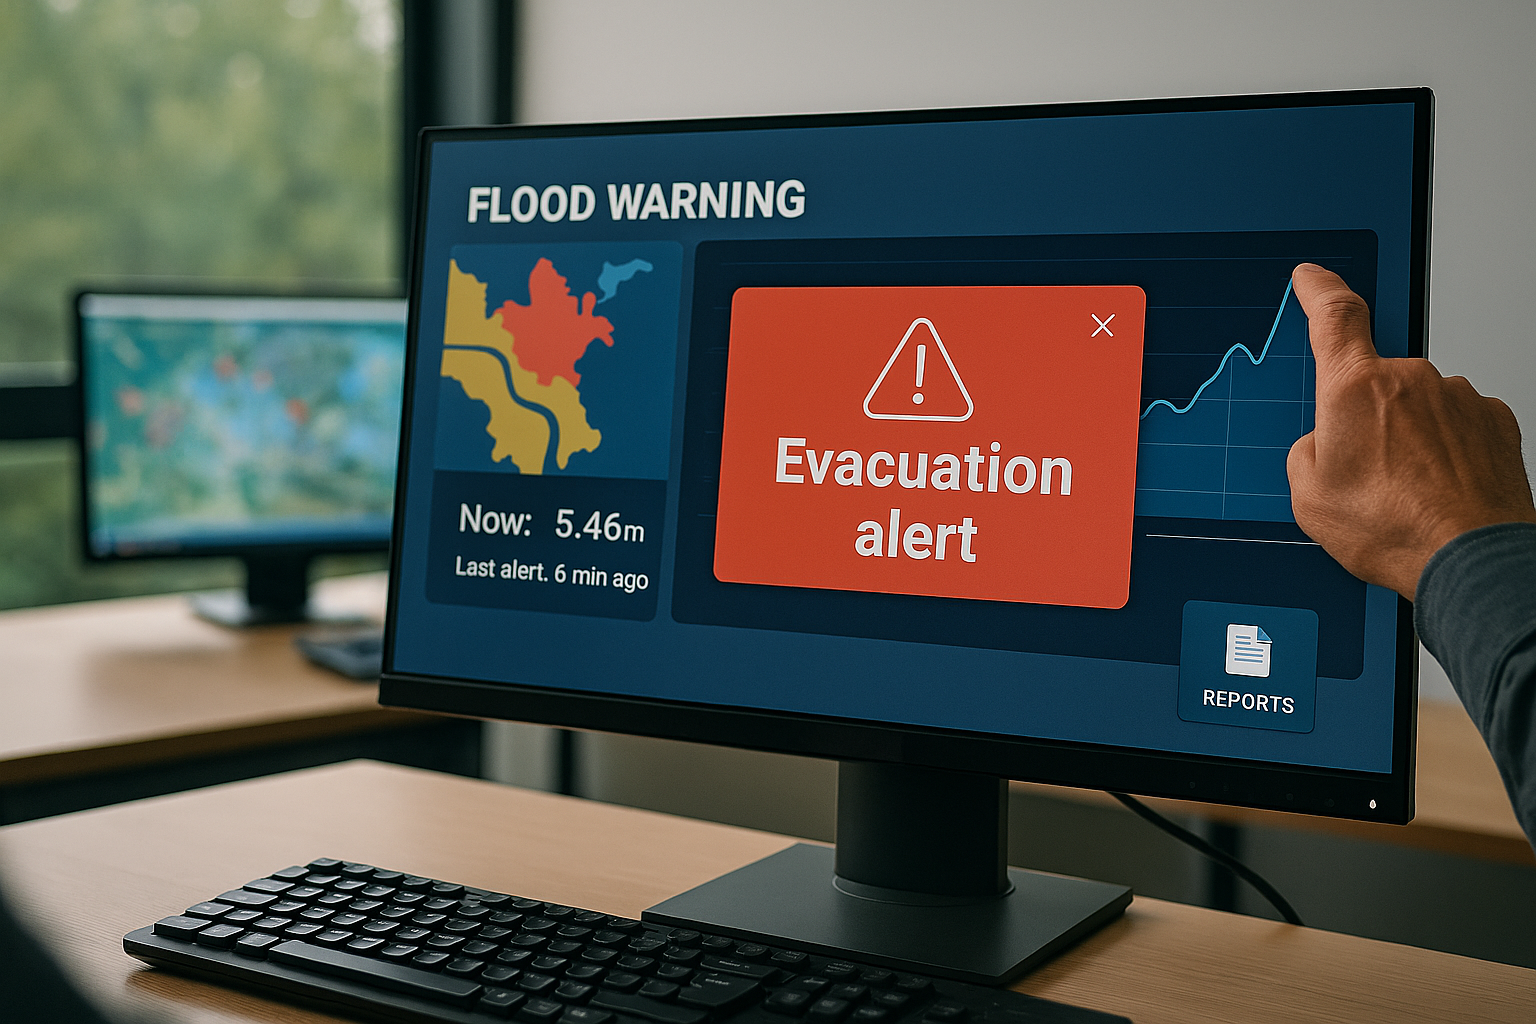 FLOOD WARNING
Now: 5.46m
Last alert. 6 min ago
Evacuation
alert
REPORTS